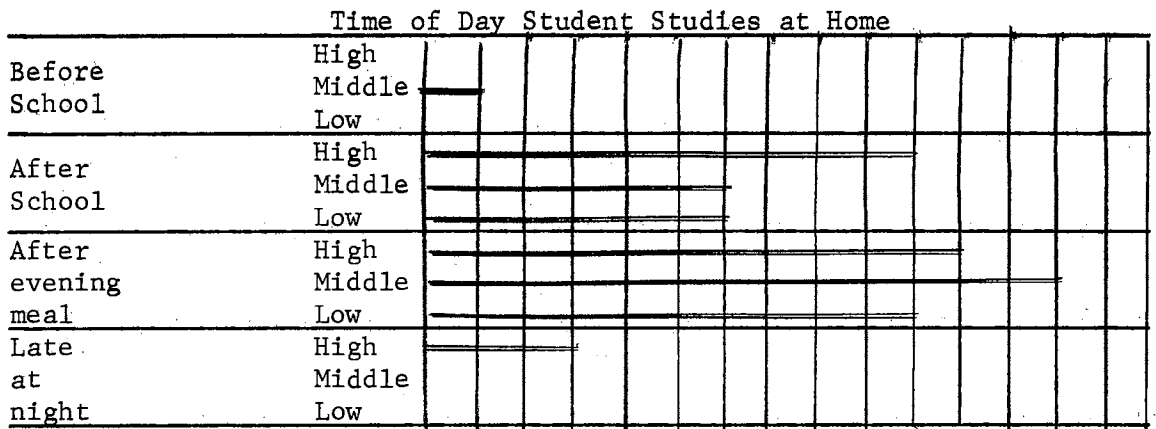 Time of Day Student Studies at Home
Before School
High
Middle
Low
After School
High
Middle
Low
After evening meal
High
Middle
Low
Late at night
High
Middle
Low